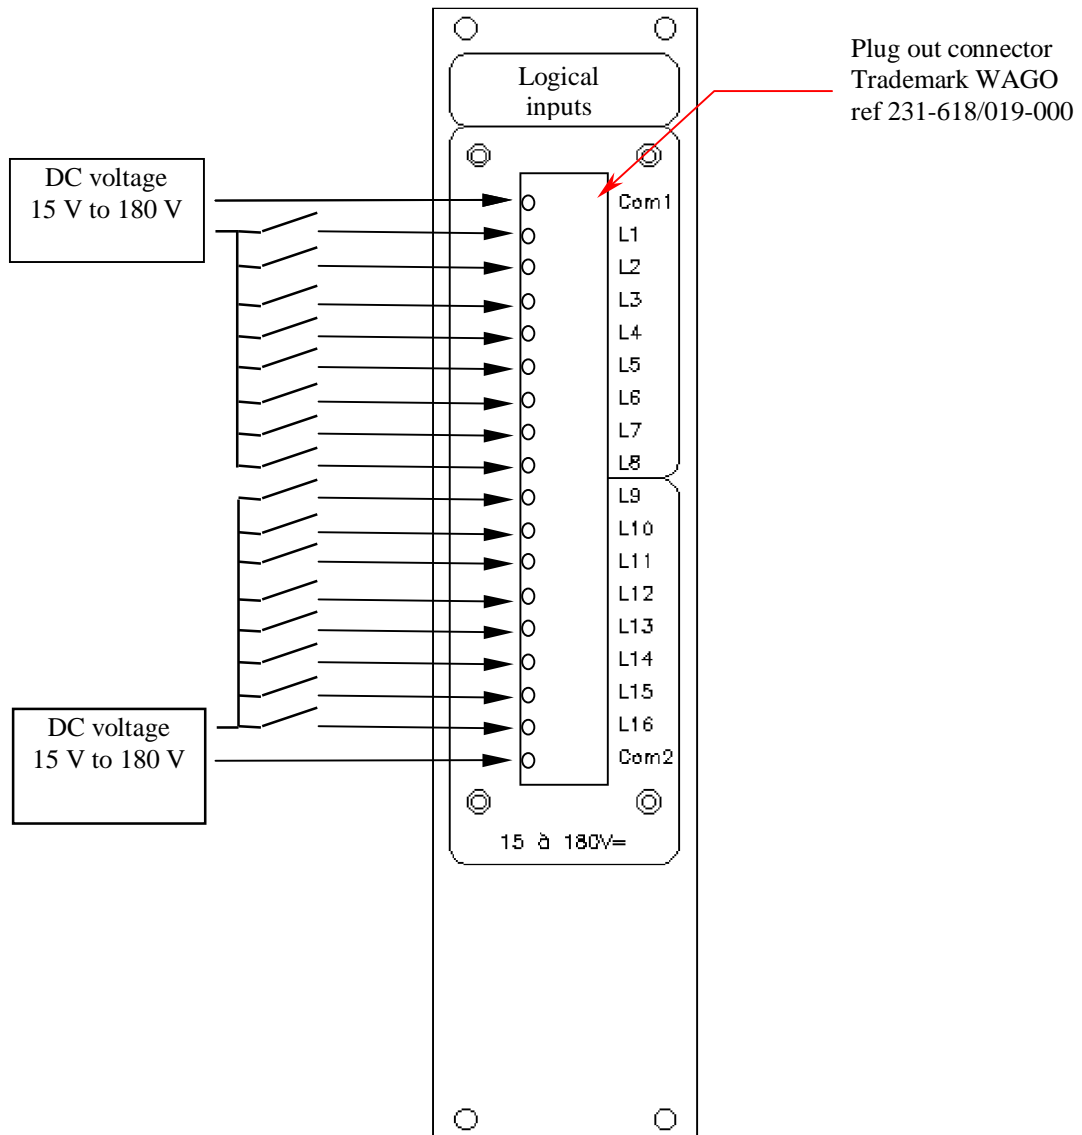 Plug out connector
Trademark WAGO
ref 231-618/019-000
Logical
inputs
DC voltage
15 V to 180 V
Com1
L1
L2
L3
L4
L5
L6
L7
L8
L9
L10
L11
L12
L13
L14
L15
L16
Com2
DC voltage
15 V to 180 V
15 à 180V=